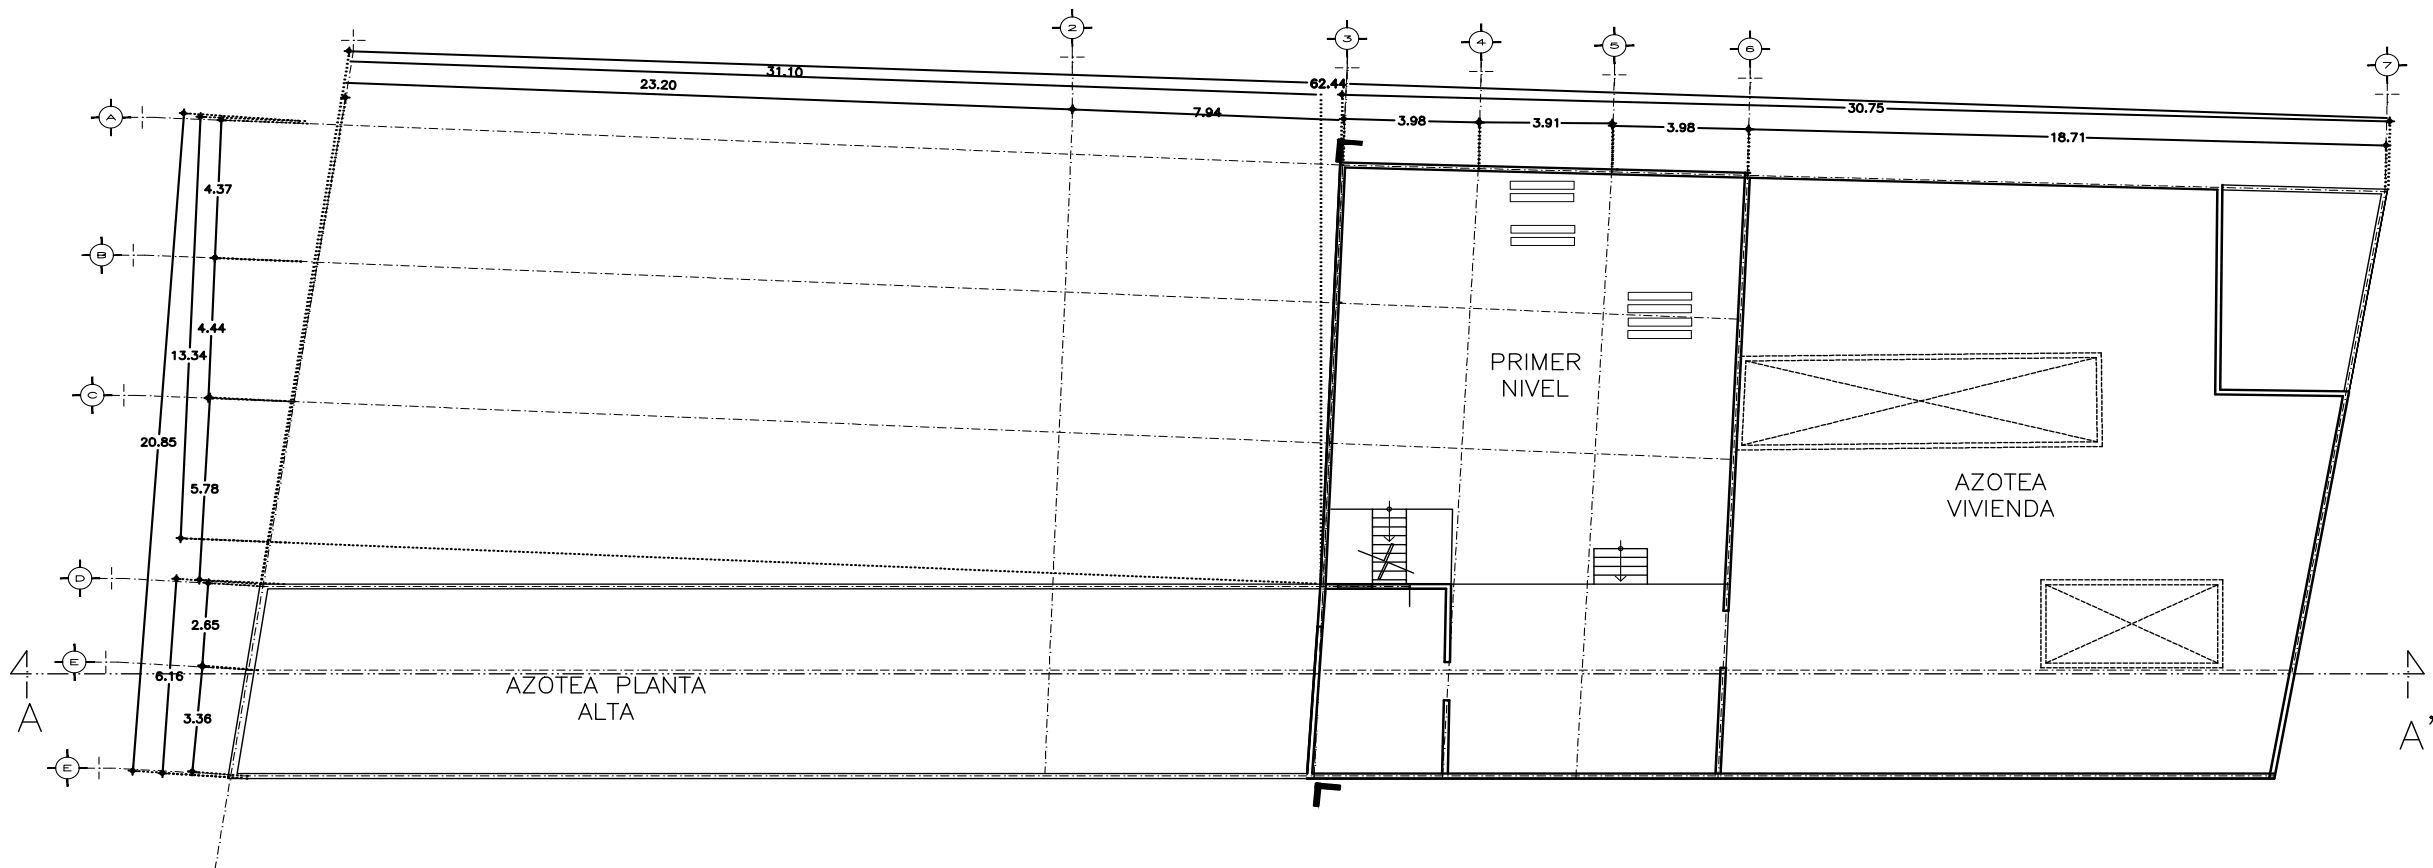 2
3
4
5
6
7
31.10
62.44
23.20
30.75
7.94
3.98
3.91
3.98
18.71
A
4.37
B
4.44
13.34
PRIMER
NIVEL
C
20.85
5.78
AZOTEA
VIVIENDA
D
2.65
E
6.16
AZOTEA PLANTA
ALTA
3.36
A
A'
E